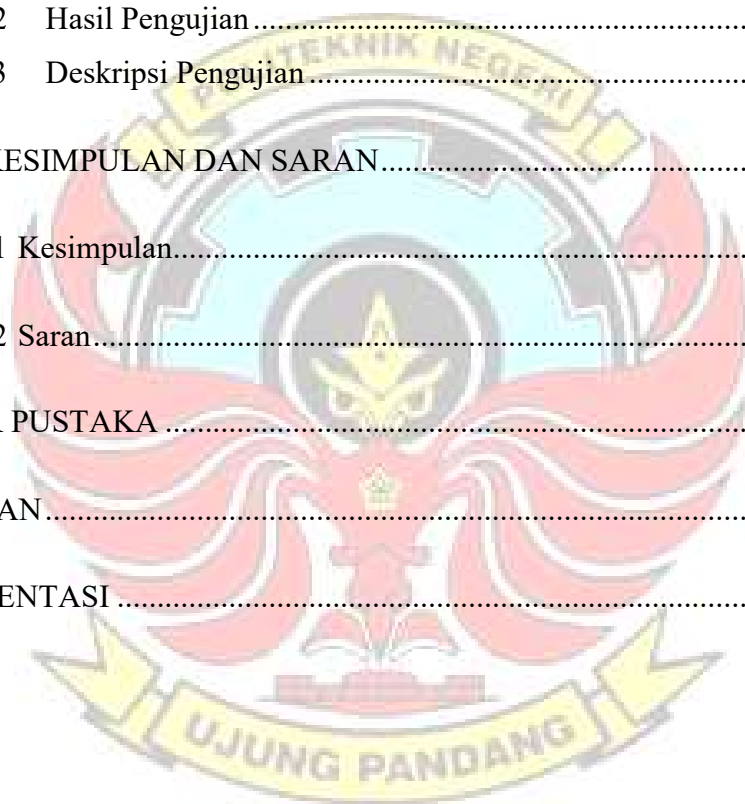 2 Hasil Pengujian
POLITEKNIK NEGERI
3 Deskripsi Pengujian
KESIMPULAN DAN SARAN
1 Kesimpulan
2 Saran
PUSTAKA
AN
ENTASI
UJUNG PANDANG